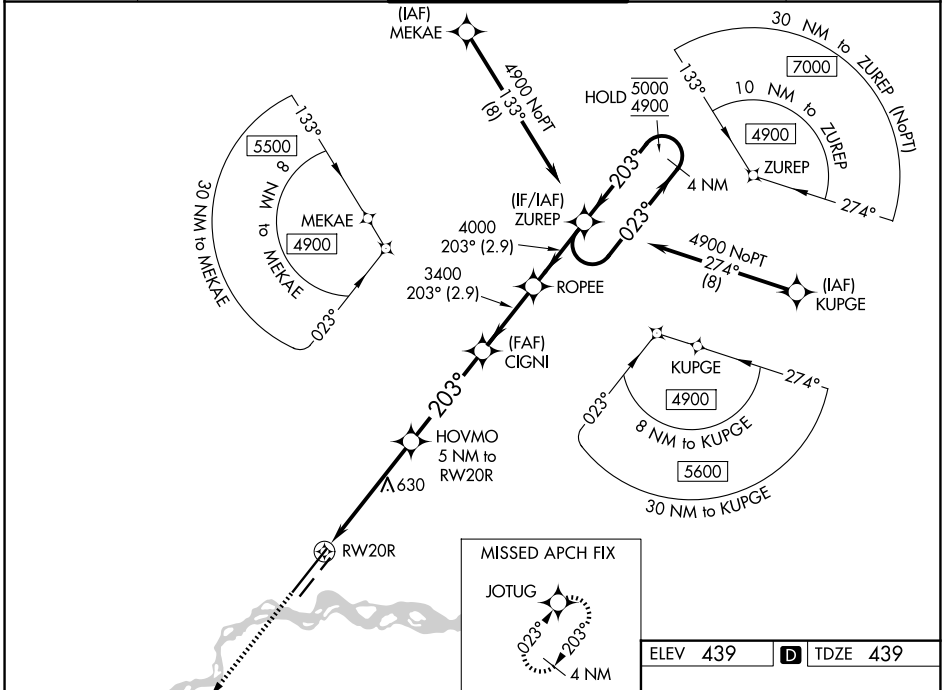 (IAF)
MEKAE
4900 NoPT
133°
(8)
HOLD 5000
4900
30 NM to ZUREP (NoPT)
7000
133°
10 NM to ZUREP
4900
ZUREP
274°
133°
5500
8 NM to MEKAE
30 NM to MEKAE
MEKAE
4900
023°
203°
023°
4 NM
(IF/IAF)
ZUREP
4000
203° (2.9)
ROPEE
3400
203° (2.9)
4900 NoPT
274°
(8)
(IAF)
KUPGE
(FAF)
CIGNI
203°
KUPGE
274°
023°
4900
8 NM to KUPGE
5600
30 NM to KUPGE
HOVMO
5 NM to
RW20R
630
RW20R
MISSED APCH FIX
JOTUG
023°
203°
4 NM
ELEV 439 D TDZE 439